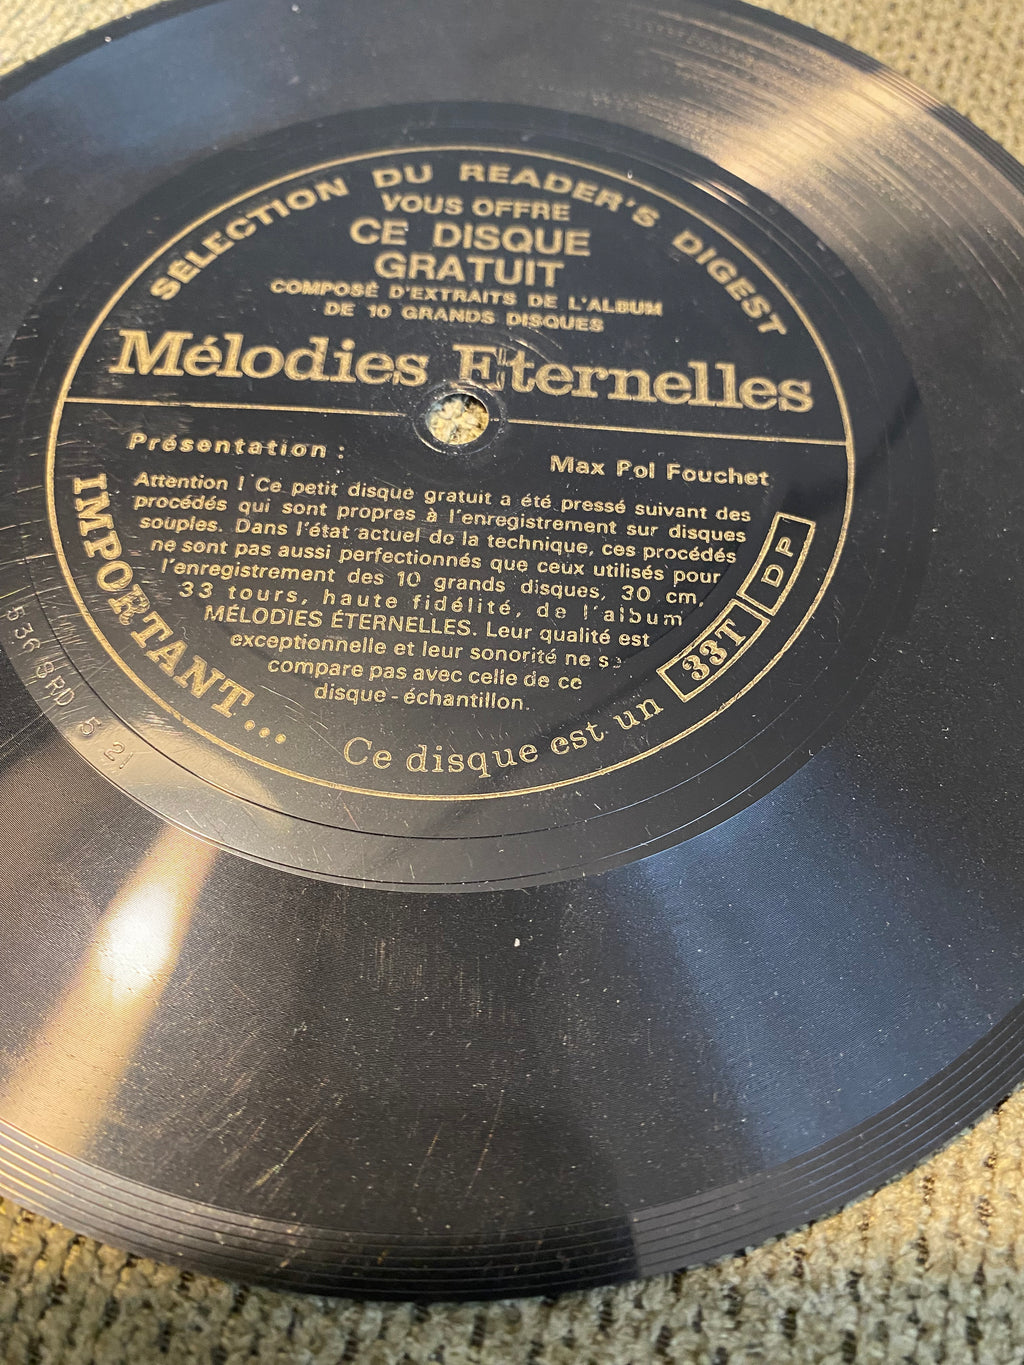 SÉLECTION DU READER'S DIGEST
VOUS OFFRE
CE DISQUE
GRATUIT
COMPOSÉ D'EXTRAITS DE L'ALBUM
DE 10 GRANDS DISQUES
Mélodies Eternelles
Présentation :
Max Pol Fouchet
Attention ! Ce petit disque gratuit a été pressé suivant des
procédés qui sont propres à l'enregistrement sur disques
souples. Dans l'état actuel de la technique, ces procédés
ne sont pas aussi perfectionnés que ceux utilisés pour
l'enregistrement des 10 grands disques, 30 cm,
33 tours, haute fidélité, de l'album
MÉLODIES ÉTERNELLES. Leur qualité est
exceptionnelle et leur sonorité ne se
compare pas avec celle de ce
disque-échantillon.
IMPORTANT...
Ce disque est un 33T DP